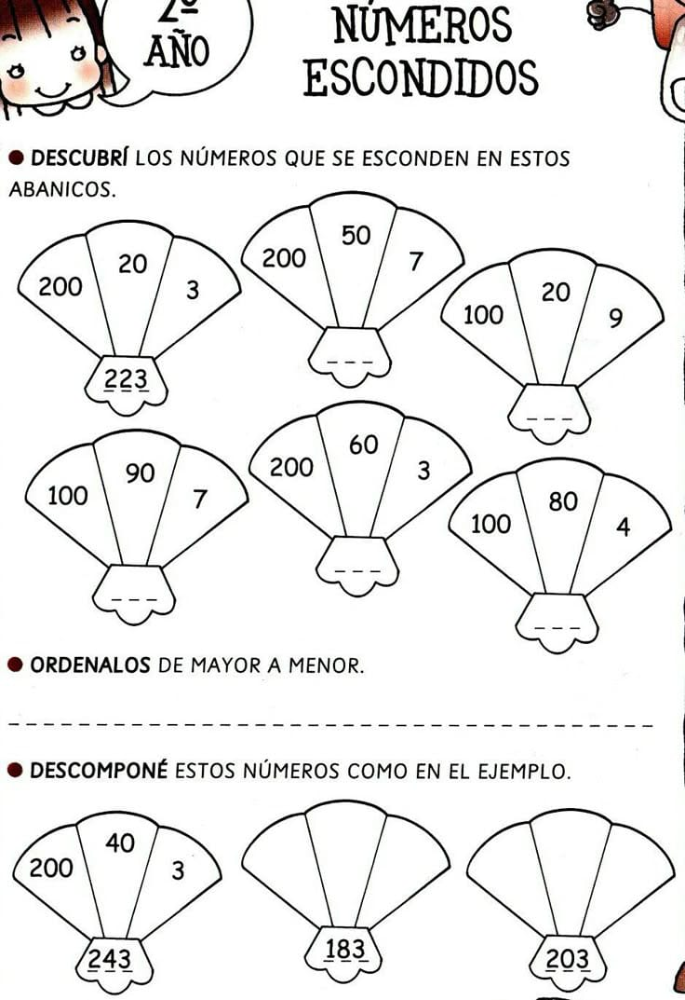 2º
AÑO
NÚMEROS
ESCONDIDOS
DESCUBRÍ LOS NÚMEROS QUE SE ESCONDEN EN ESTOS
ABANICOS.
200 20 3
223
200 50 7
_ _ _
100 20 9
_ _ _
100 90 7
_ _ _
200 60 3
_ _ _
100 80 4
_ _ _
ORDENALOS DE MAYOR A MENOR.
DESCOMPONÉ ESTOS NÚMEROS COMO EN EL EJEMPLO.
200 40 3
243
183
203